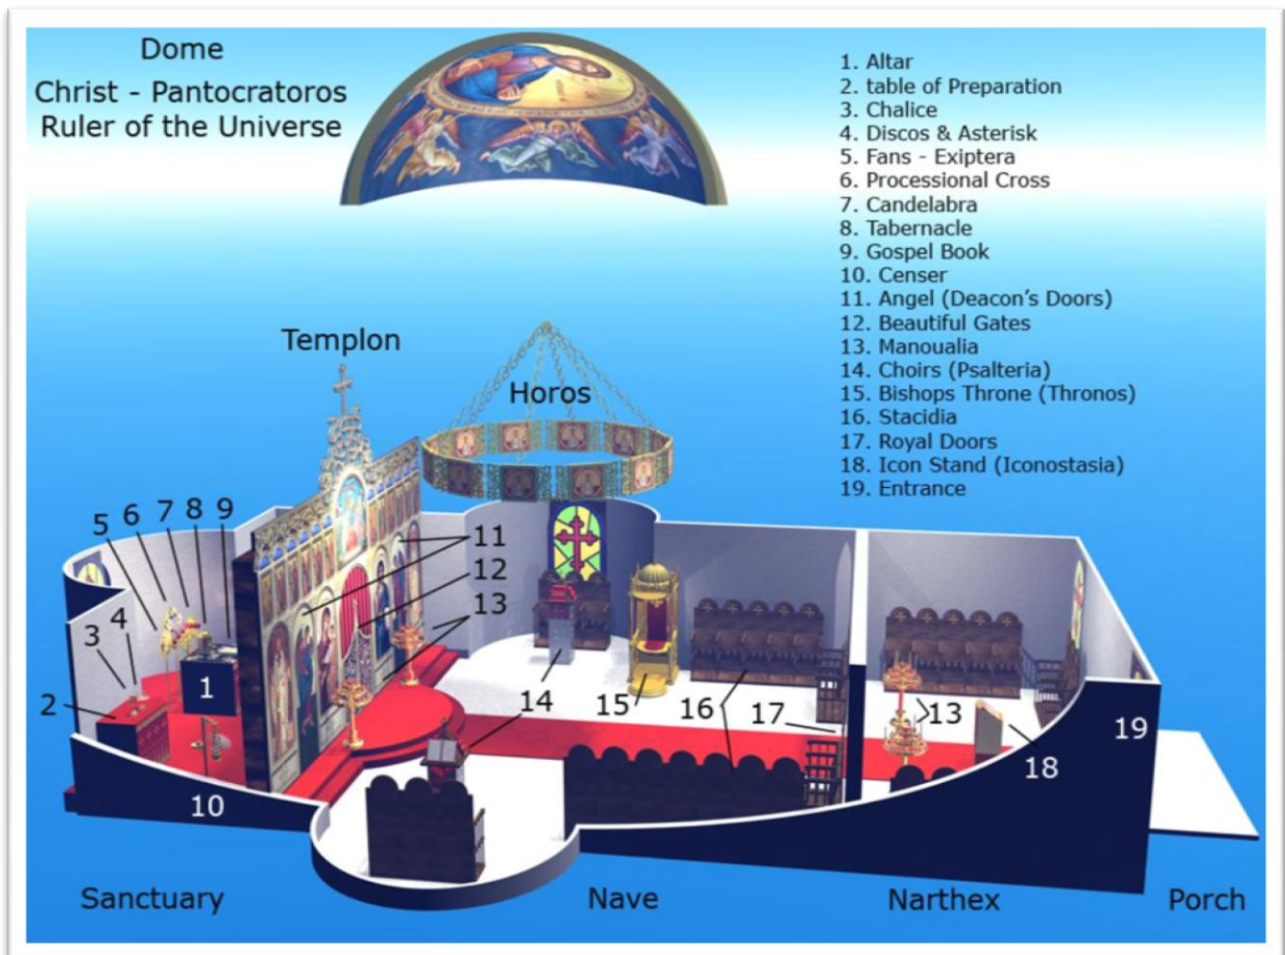 Dome
Christ - Pantocratoros
Ruler of the Universe
1. Altar
2. table of Preparation
3. Chalice
4. Discos & Asterisk
5. Fans - Exiptera
6. Processional Cross
7. Candelabra
8. Tabernacle
9. Gospel Book
10. Censer
11. Angel (Deacon's Doors)
12. Beautiful Gates
13. Manoualia
14. Choirs (Psalteria)
15. Bishops Throne (Thronos)
16. Stacidia
17. Royal Doors
18. Icon Stand (Iconostasia)
19. Entrance
Templon
Horos
5 6 7 8 9
11
12
13
3 4
1
2
14
15
16
17
13
19
18
10
Sanctuary
Nave
Narthex
Porch